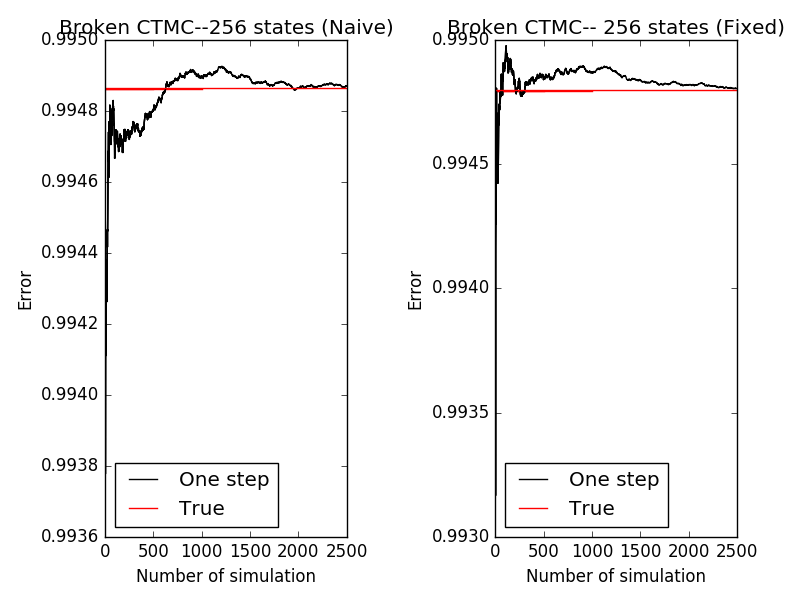 Broken CTMC--256 states (Naive)
0.9950
0.9948
0.9946
0.9944
0.9942
0.9940
0.9938
0.9936
Error
One step
True
0 500 1000 1500 2000 2500
Number of simulation
Broken CTMC-- 256 states (Fixed)
0.9950
0.9945
0.9940
0.9935
0.9930
Error
One step
True
0 500 1000 1500 2000 2500
Number of simulation